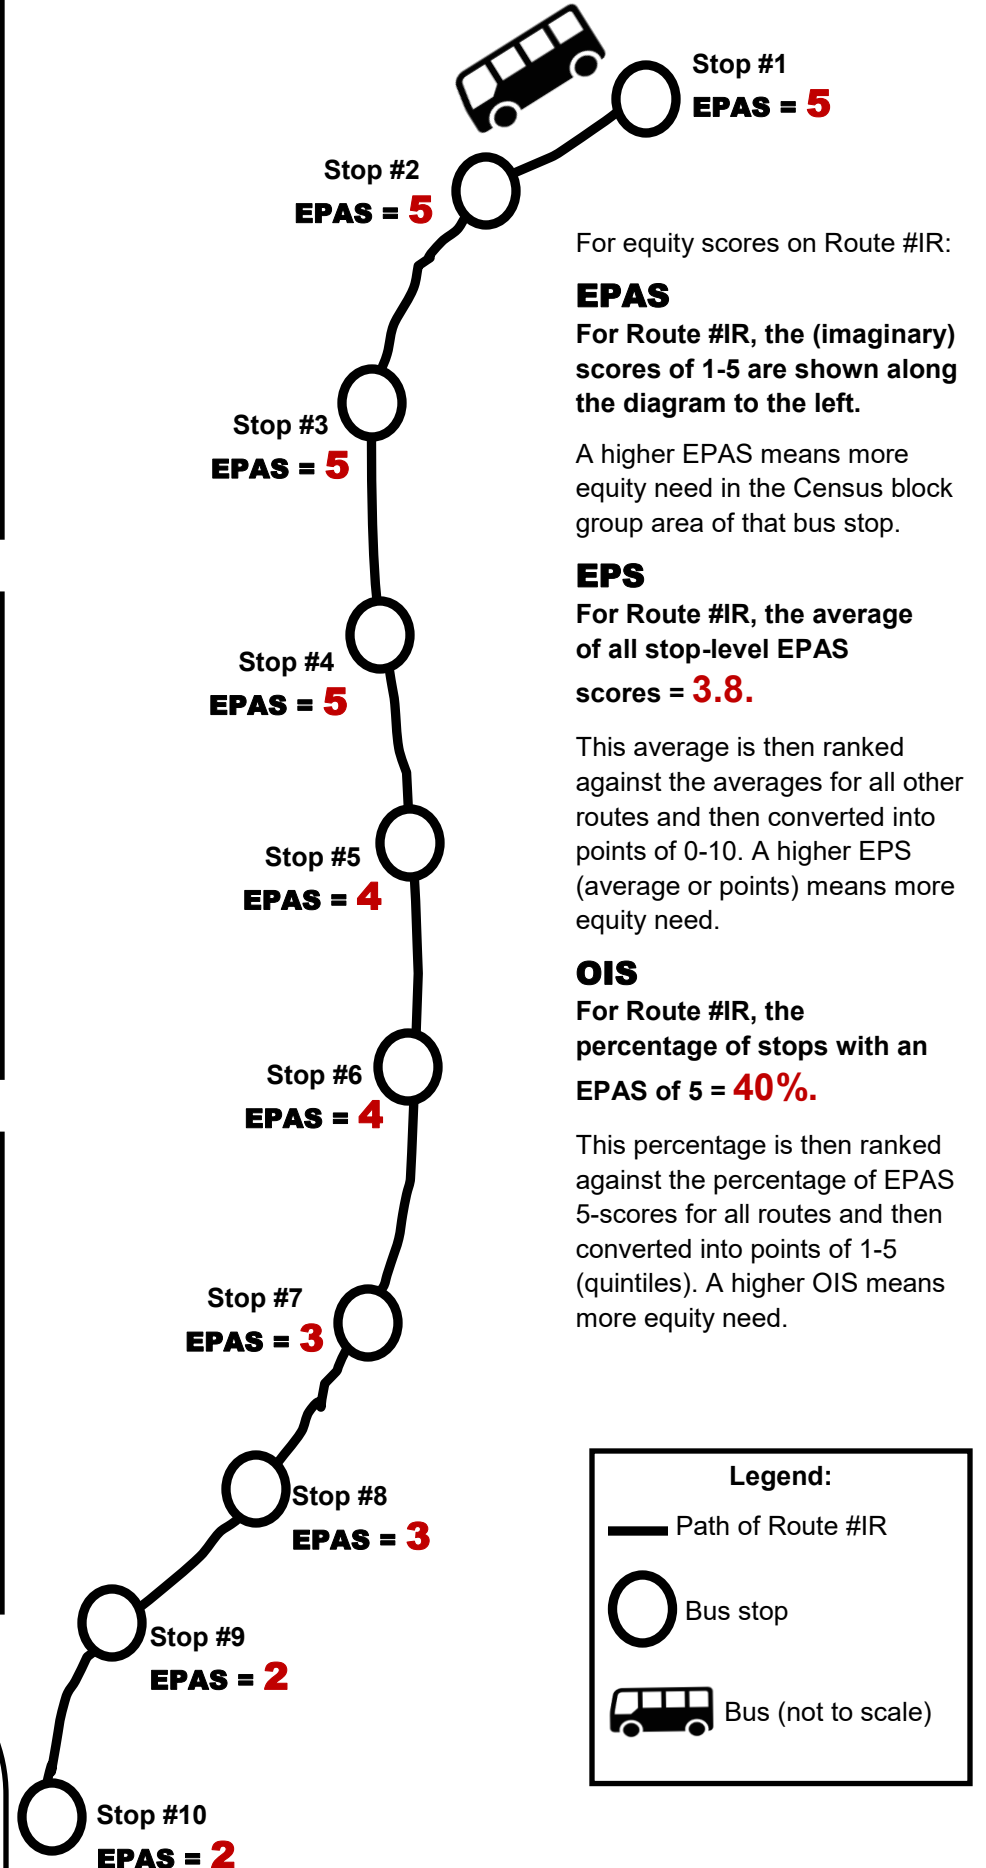 Stop #1
EPAS = 5
Stop #2
EPAS = 5
Stop #3
EPAS = 5
Stop #4
EPAS = 5
Stop #5
EPAS = 4
Stop #6
EPAS = 4
Stop #7
EPAS = 3
Stop #8
EPAS = 3
Stop #9
EPAS = 2
Stop #10
EPAS = 2
For equity scores on Route #IR:
EPAS
For Route #IR, the (imaginary)
scores of 1-5 are shown along
the diagram to the left.
A higher EPAS means more
equity need in the Census block
group area of that bus stop.
EPS
For Route #IR, the average
of all stop-level EPAS
scores = 3.8.
This average is then ranked
against the averages for all other
routes and then converted into
points of 0-10. A higher EPS
(average or points) means more
equity need.
OIS
For Route #IR, the
percentage of stops with an
EPAS of 5 = 40%.
This percentage is then ranked
against the percentage of EPAS
5-scores for all routes and then
converted into points of 1-5
(quintiles). A higher OIS means
more equity need.
Legend:
Path of Route #IR
Bus stop
Bus (not to scale)